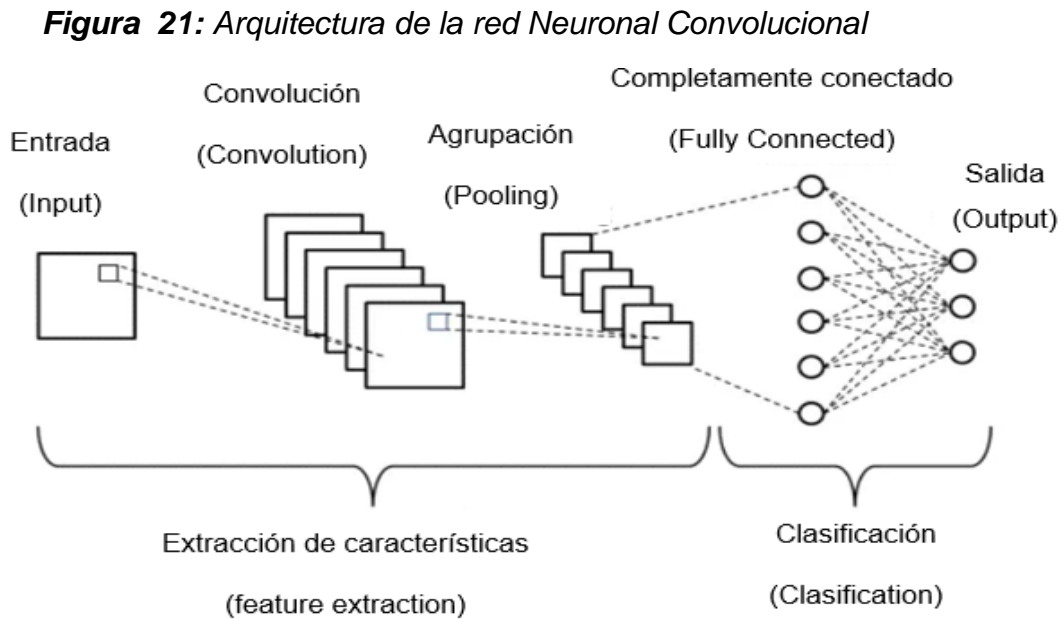 Figura 21: Arquitectura de la red Neuronal Convolucional
Entrada
(Input)
Convolución
(Convolution)
Agrupación
(Pooling)
Completamente conectado
(Fully Connected)
Salida
(Output)
Extracción de características
(feature extraction)
Clasificación
(Clasification)